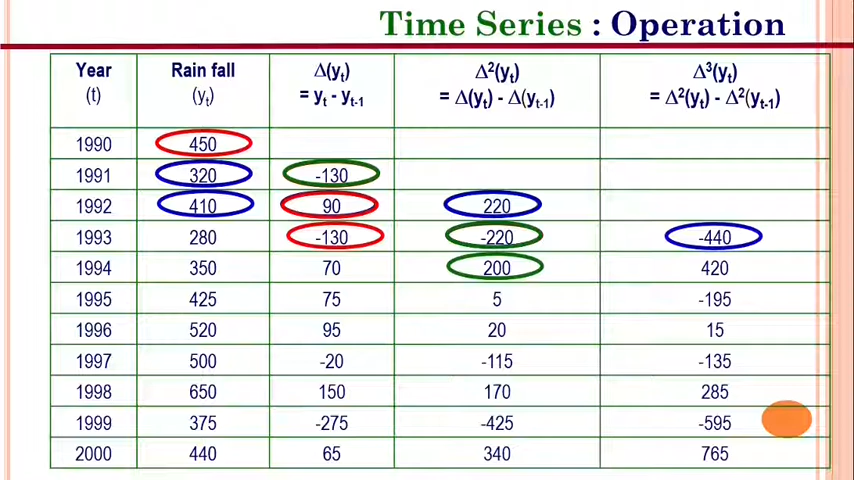 Time Series : Operation
Year Rain fall Δ(yt) Δ²(yt) Δ³(yt)
(t) (yt) = yt - yt-1 = Δ(yt) - Δ(yt-1) = Δ²(yt) - Δ²(yt-1)
1990 450
1991 320 -130
1992 410 90 220
1993 280 -130 -220 -440
1994 350 70 200 420
1995 425 75 5 -195
1996 520 95 20 15
1997 500 -20 -115 -135
1998 650 150 170 285
1999 375 -275 -425 -595
2000 440 65 340 765